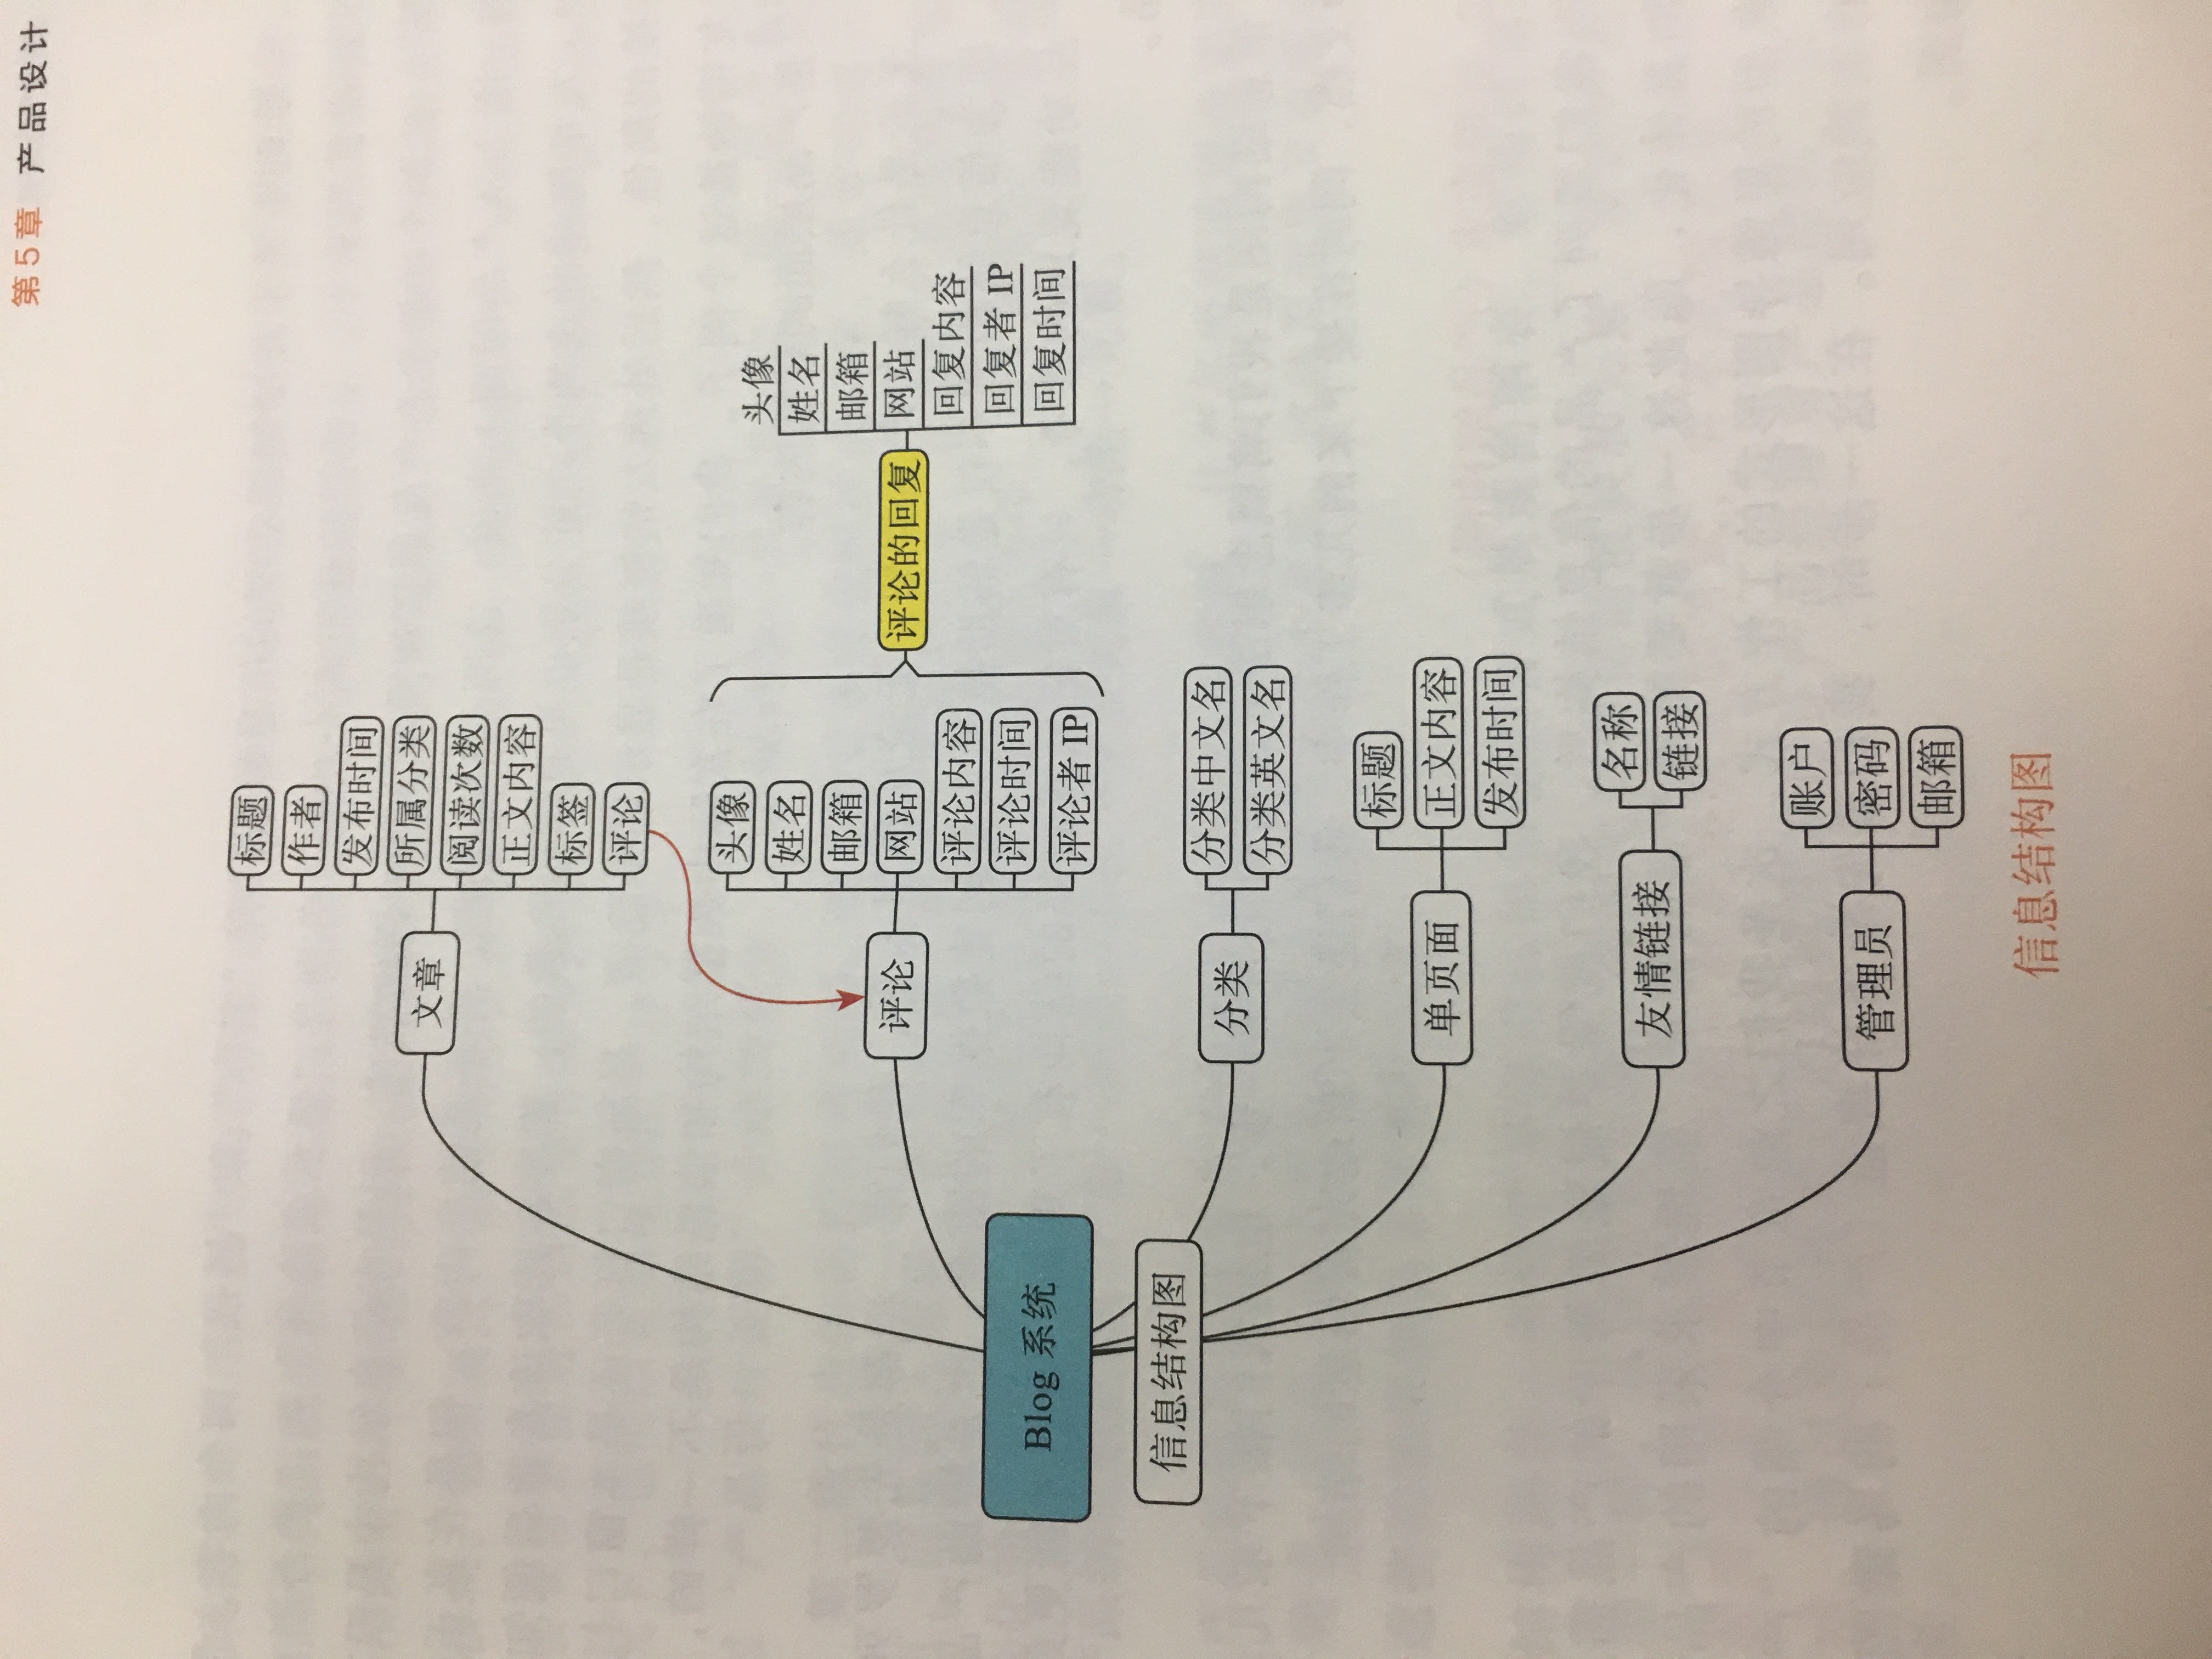 第5章 产品设计
标题
作者
发布时间
所属分类
阅读次数
正文内容
标签
评论
文章
头像
姓名
邮箱
网站
评论内容
评论时间
评论者 IP
评论
评论的回复
头像
姓名
邮箱
网站
回复内容
回复者 IP
回复时间
Blog 系统
信息结构图
分类
分类中文名
分类英文名
单页面
标题
正文内容
发布时间
友情链接
名称
链接
管理员
账户
密码
邮箱
信息结构图